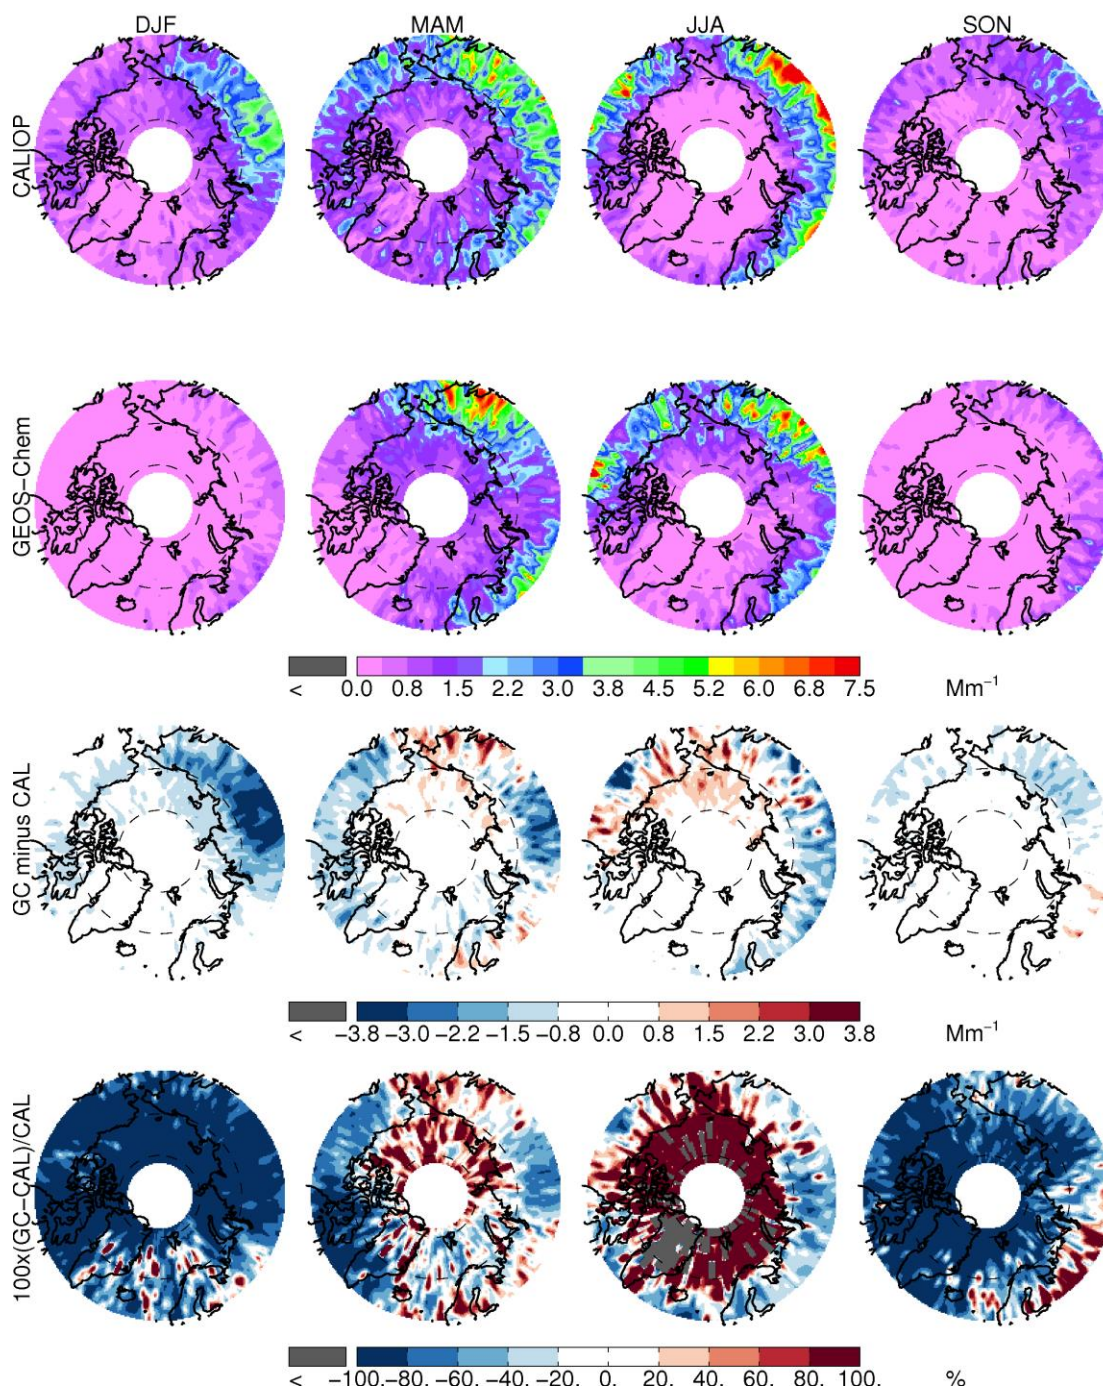 DJF MAM JJA SON
CALIOP
GEOS−Chem
< 0.0 0.8 1.5 2.2 3.0 3.8 4.5 5.2 6.0 6.8 7.5 Mm−1
GC minus CAL
< −3.8 −3.0 −2.2 −1.5 −0.8 0.0 0.8 1.5 2.2 3.0 3.8 Mm−1
100x(GC−CAL)/CAL
< −100. −80. −60. −40. −20. 0. 20. 40. 60. 80. 100. %